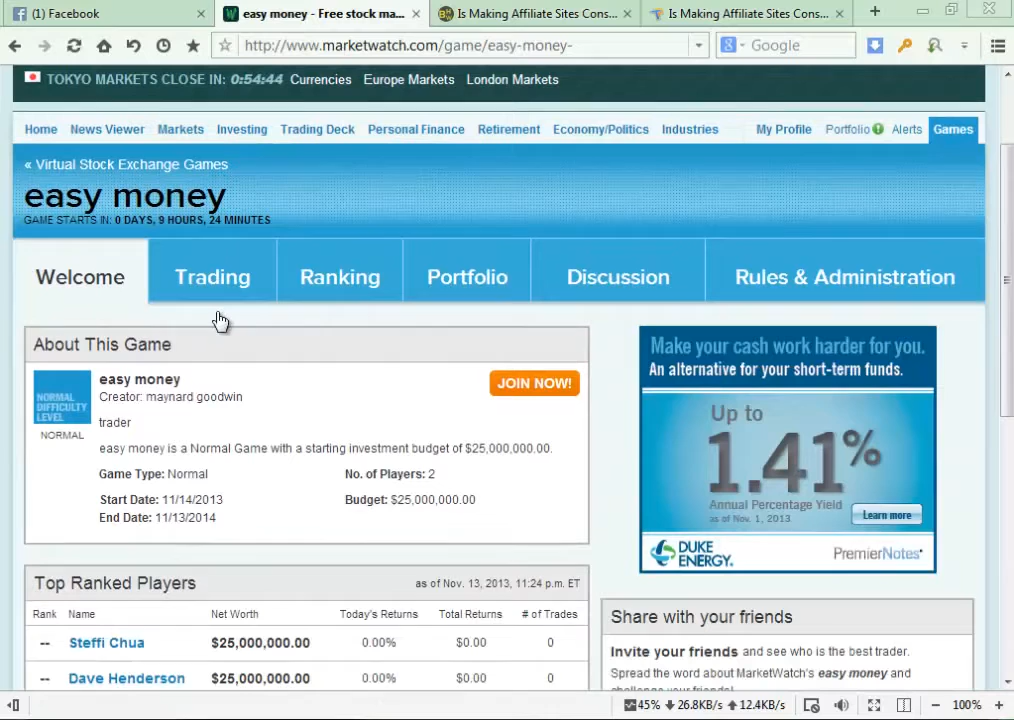 (1) Facebook
easy money - Free stock ma...
Is Making Affiliate Sites Cons...
Is Making Affiliate Sites Cons...
http://www.marketwatch.com/game/easy-money-
Google
TOKYO MARKETS CLOSE IN: 0:54:44 Currencies Europe Markets London Markets
Home News Viewer Markets Investing Trading Deck Personal Finance Retirement Economy/Politics Industries My Profile Portfolio Alerts Games
« Virtual Stock Exchange Games
easy money
GAME STARTS IN: 0 DAYS, 9 HOURS, 24 MINUTES
Welcome Trading Ranking Portfolio Discussion Rules & Administration
About This Game
NORMAL DIFFICULTY LEVEL
NORMAL
easy money
JOIN NOW!
Creator: maynard goodwin
trader
easy money is a Normal Game with a starting investment budget of $25,000,000.00.
Game Type: Normal No. of Players: 2
Start Date: 11/14/2013 Budget: $25,000,000.00
End Date: 11/13/2014
Make your cash work harder for you.
An alternative for your short-term funds.
Up to
1.41%
Annual Percentage Yield
as of Nov. 1, 2013
Learn more
DUKE ENERGY.
PremierNotes
Top Ranked Players as of Nov. 13, 2013, 11:24 p.m. ET
Rank Name Net Worth Today's Returns Total Returns # of Trades
-- Steffi Chua $25,000,000.00 0.00% $0.00 0
-- Dave Henderson $25,000,000.00 0.00% $0.00 0
Share with your friends
Invite your friends and see who is the best trader.
Spread the word about MarketWatch's easy money and
challenge your friends!
45% 26.8KB/s 12.4KB/s 100%